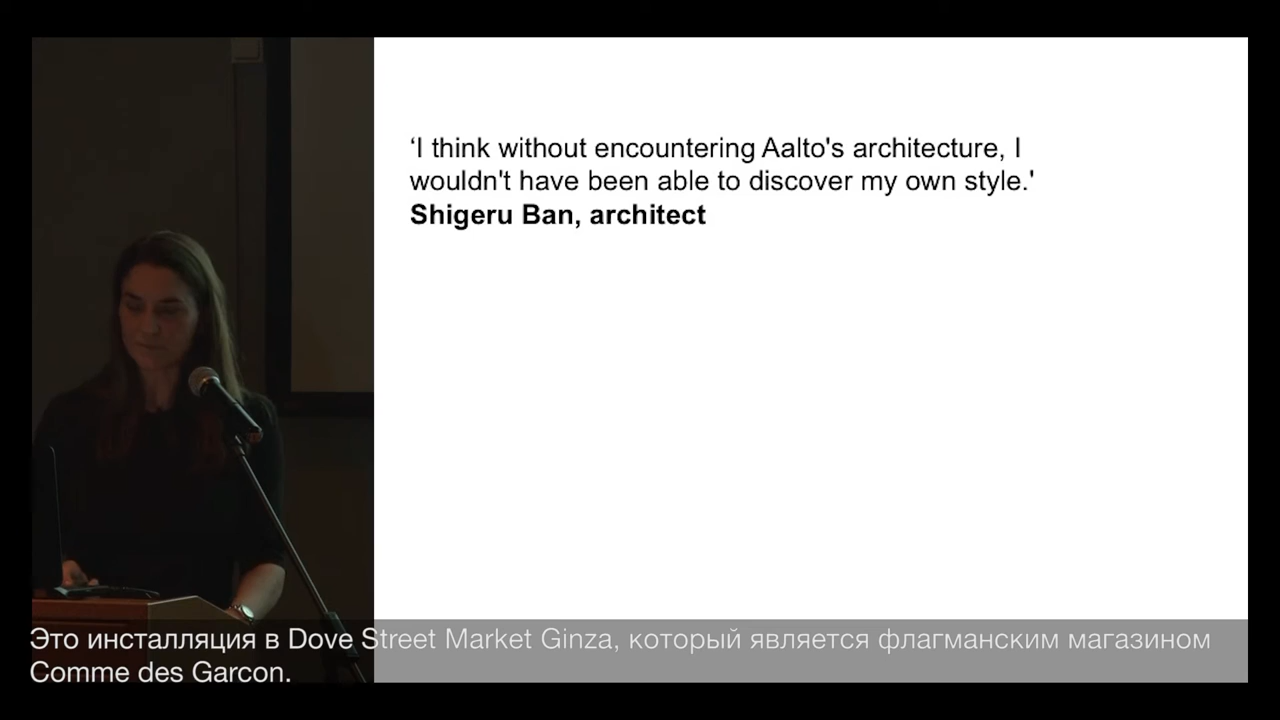 ‘I think without encountering Aalto's architecture, I
wouldn't have been able to discover my own style.'
Shigeru Ban, architect
Это инсталляция в Dove Street Market Ginza, который является флагманским магазином
Comme des Garcon.